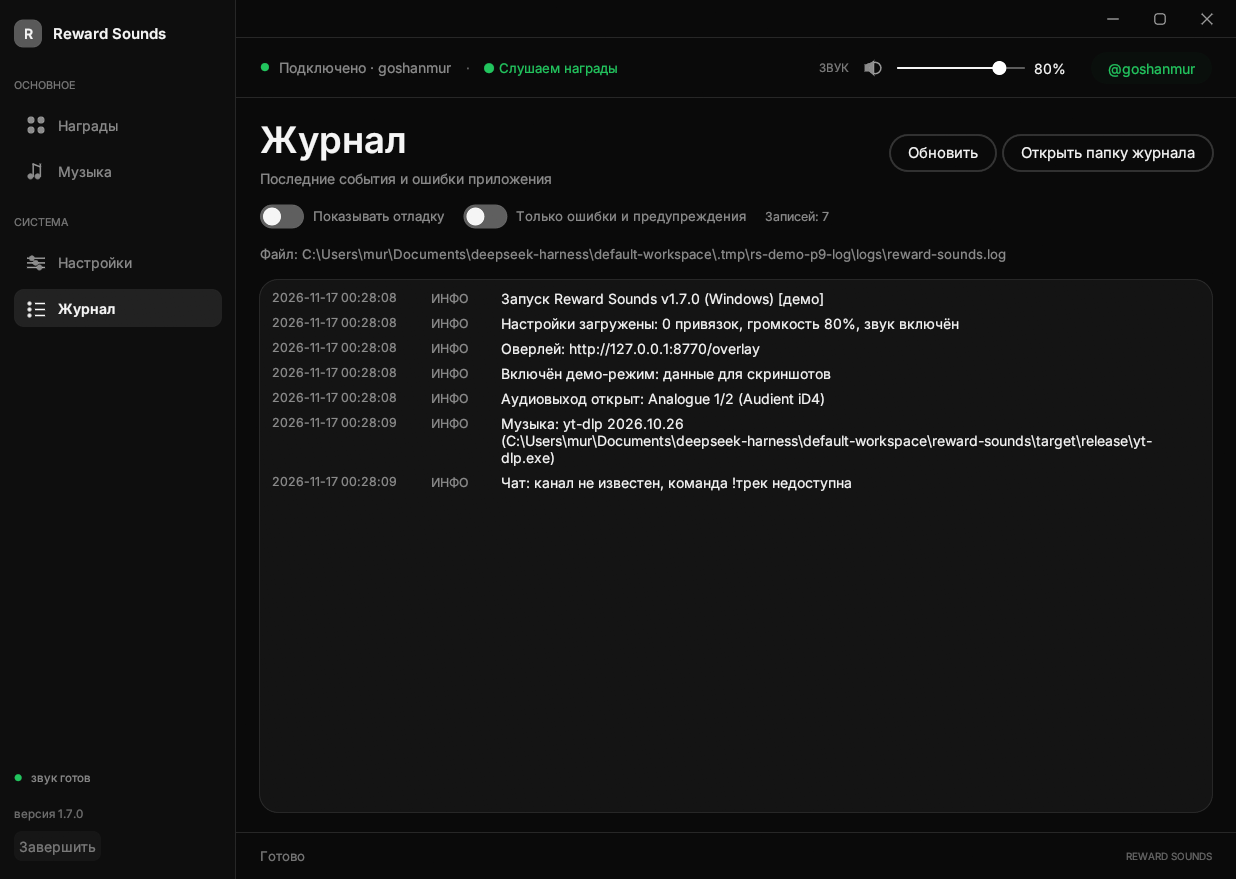 R Reward Sounds
ОСНОВНОЕ
Награды
Музыка
СИСТЕМА
Настройки
Журнал
звук готов
версия 1.7.0
Завершить
Подключено · goshanmur · Слушаем награды
ЗВУК 80% @goshanmur
Журнал
Последние события и ошибки приложения
Обновить Открыть папку журнала
Показывать отладку Только ошибки и предупреждения Записей: 7
Файл: C:\Users\mur\Documents\deepseek-harness\default-workspace\.tmp\rs-demo-p9-log\logs\reward-sounds.log
2026-11-17 00:28:08 ИНФО Запуск Reward Sounds v1.7.0 (Windows) [демо]
2026-11-17 00:28:08 ИНФО Настройки загружены: 0 привязок, громкость 80%, звук включён
2026-11-17 00:28:08 ИНФО Оверлей: http://127.0.0.1:8770/overlay
2026-11-17 00:28:08 ИНФО Включён демо-режим: данные для скриншотов
2026-11-17 00:28:08 ИНФО Аудиовыход открыт: Analogue 1/2 (Audient iD4)
2026-11-17 00:28:09 ИНФО Музыка: yt-dlp 2026.10.26
(C:\Users\mur\Documents\deepseek-harness\default-workspace\reward-sounds\target\release\yt-
dlp.exe)
2026-11-17 00:28:09 ИНФО Чат: канал не известен, команда !трек недоступна
Готово
REWARD SOUNDS